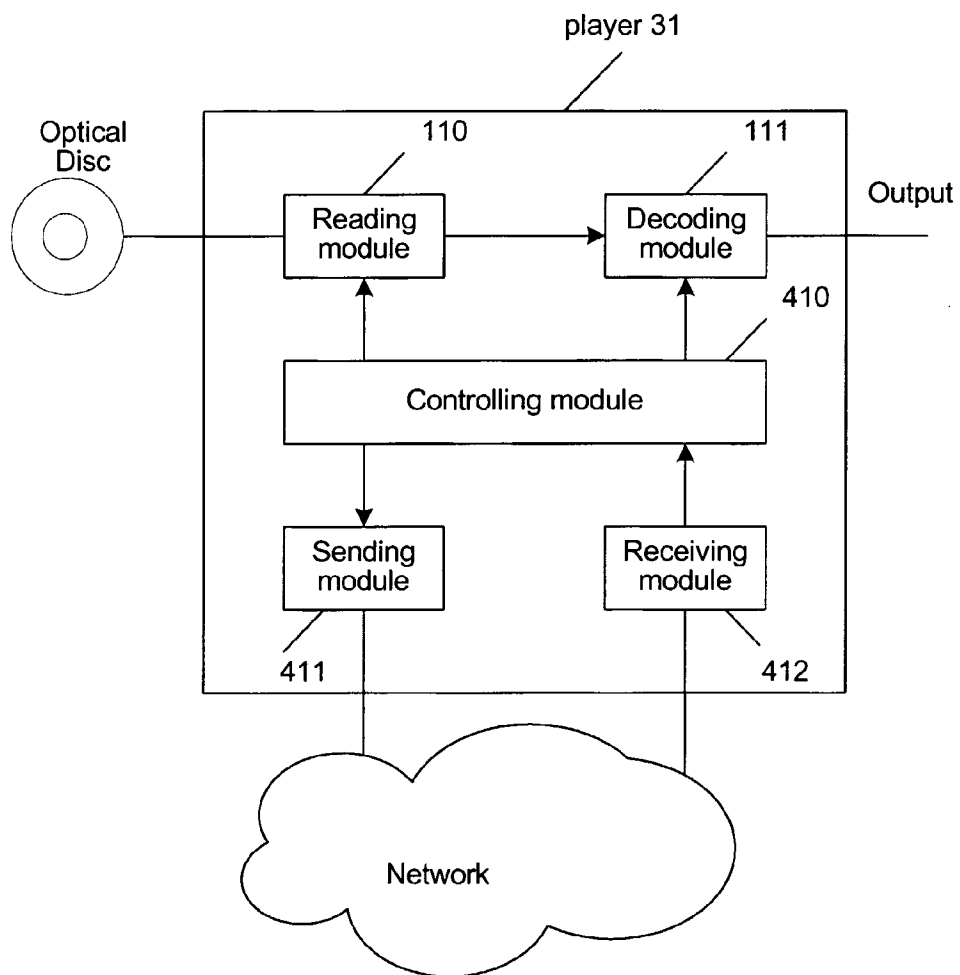 player 31
Optical
Disc
110
111
Reading
module
Decoding
module
Output
410
Controlling module
Sending
module
Receiving
module
411
412
Network